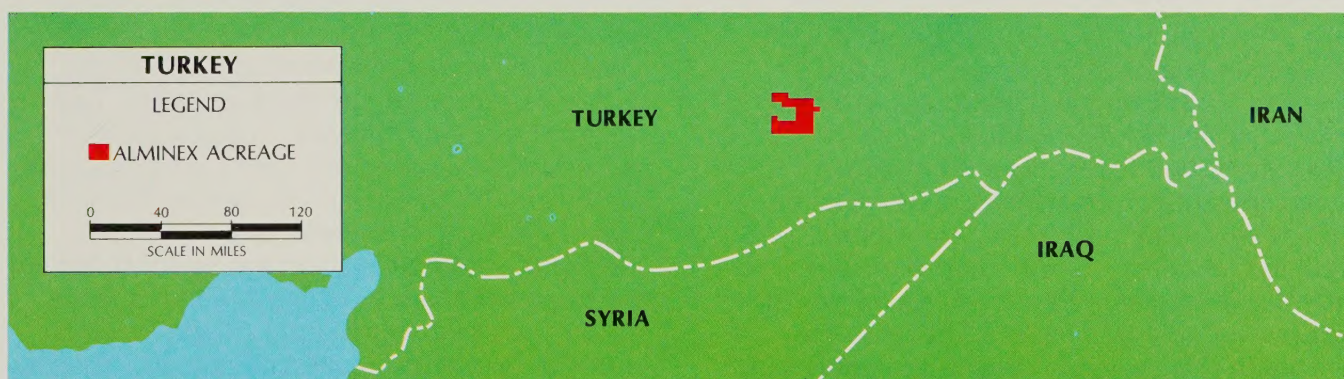 TURKEY
LEGEND
ALMINEX ACREAGE
0 40 80 120
SCALE IN MILES
TURKEY
IRAN
IRAQ
SYRIA